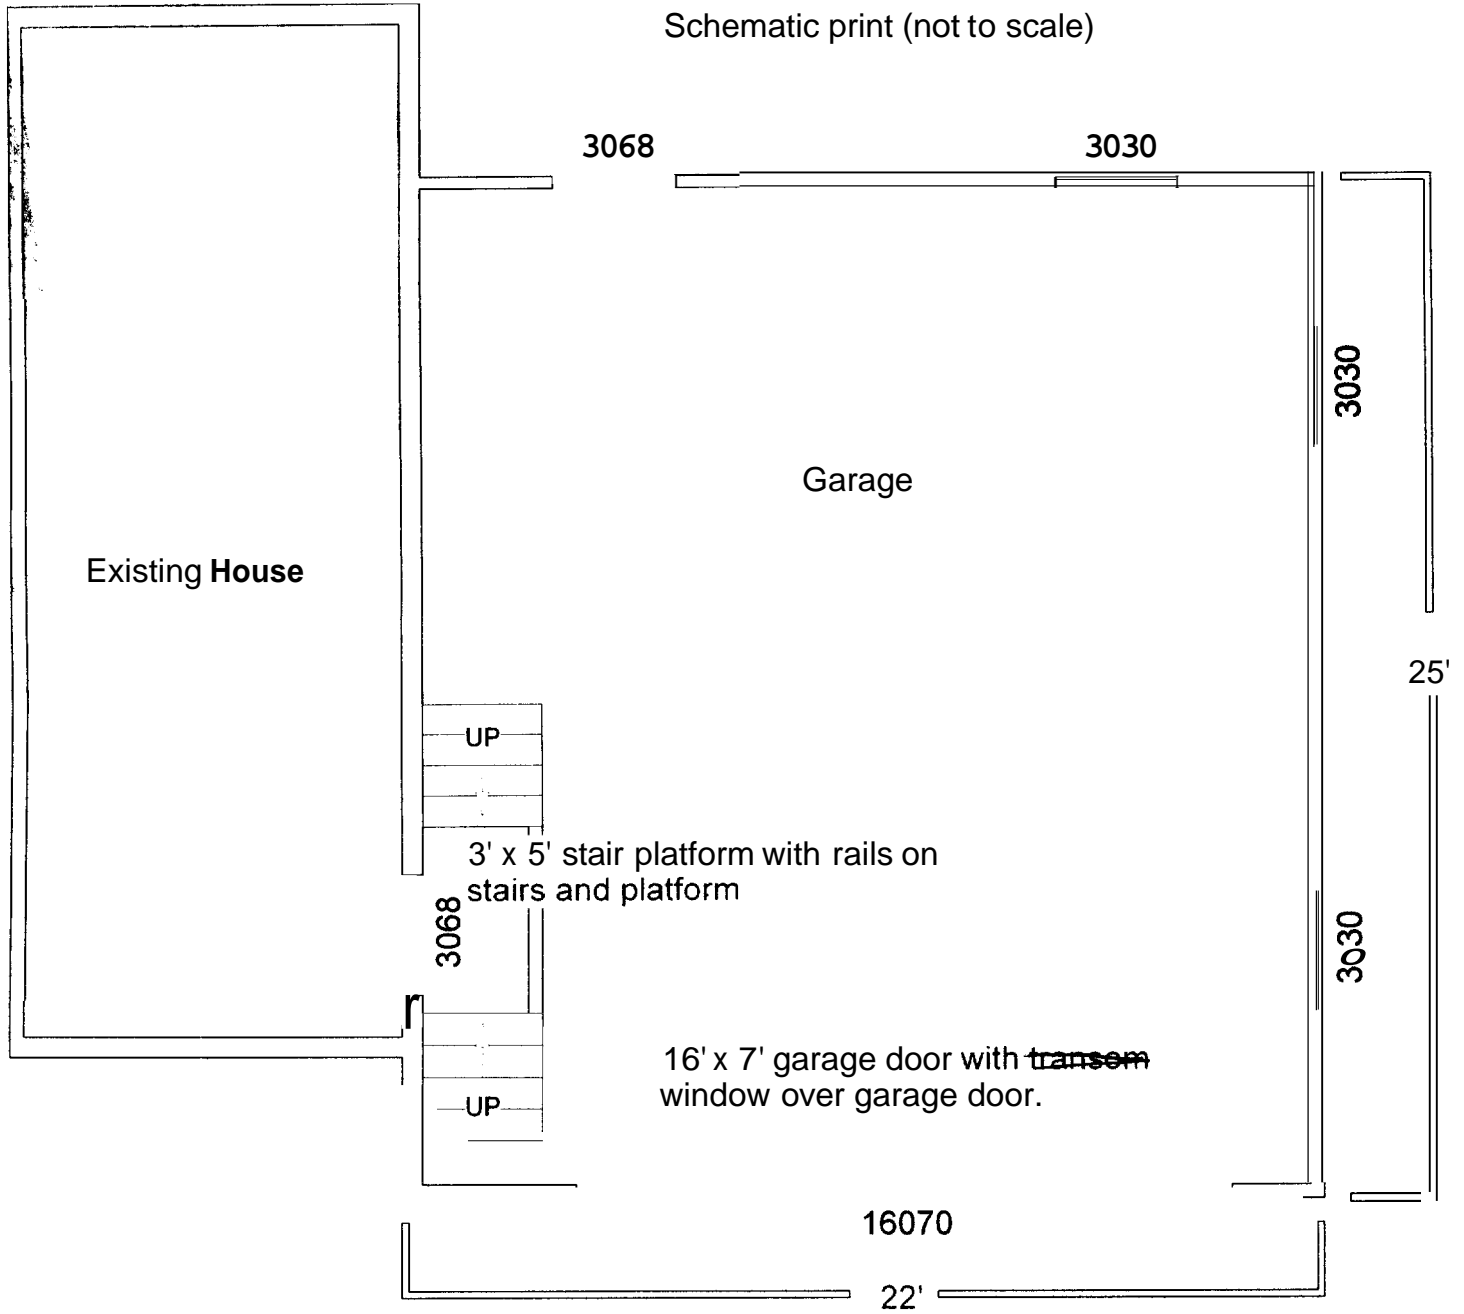 Schematic print (not to scale)
3068
3030
3030
Garage
Existing House
25'
UP
3' x 5' stair platform with rails on
stairs and platform
3068
3030
16' x 7' garage door with transom
window over garage door.
UP
16070
22'